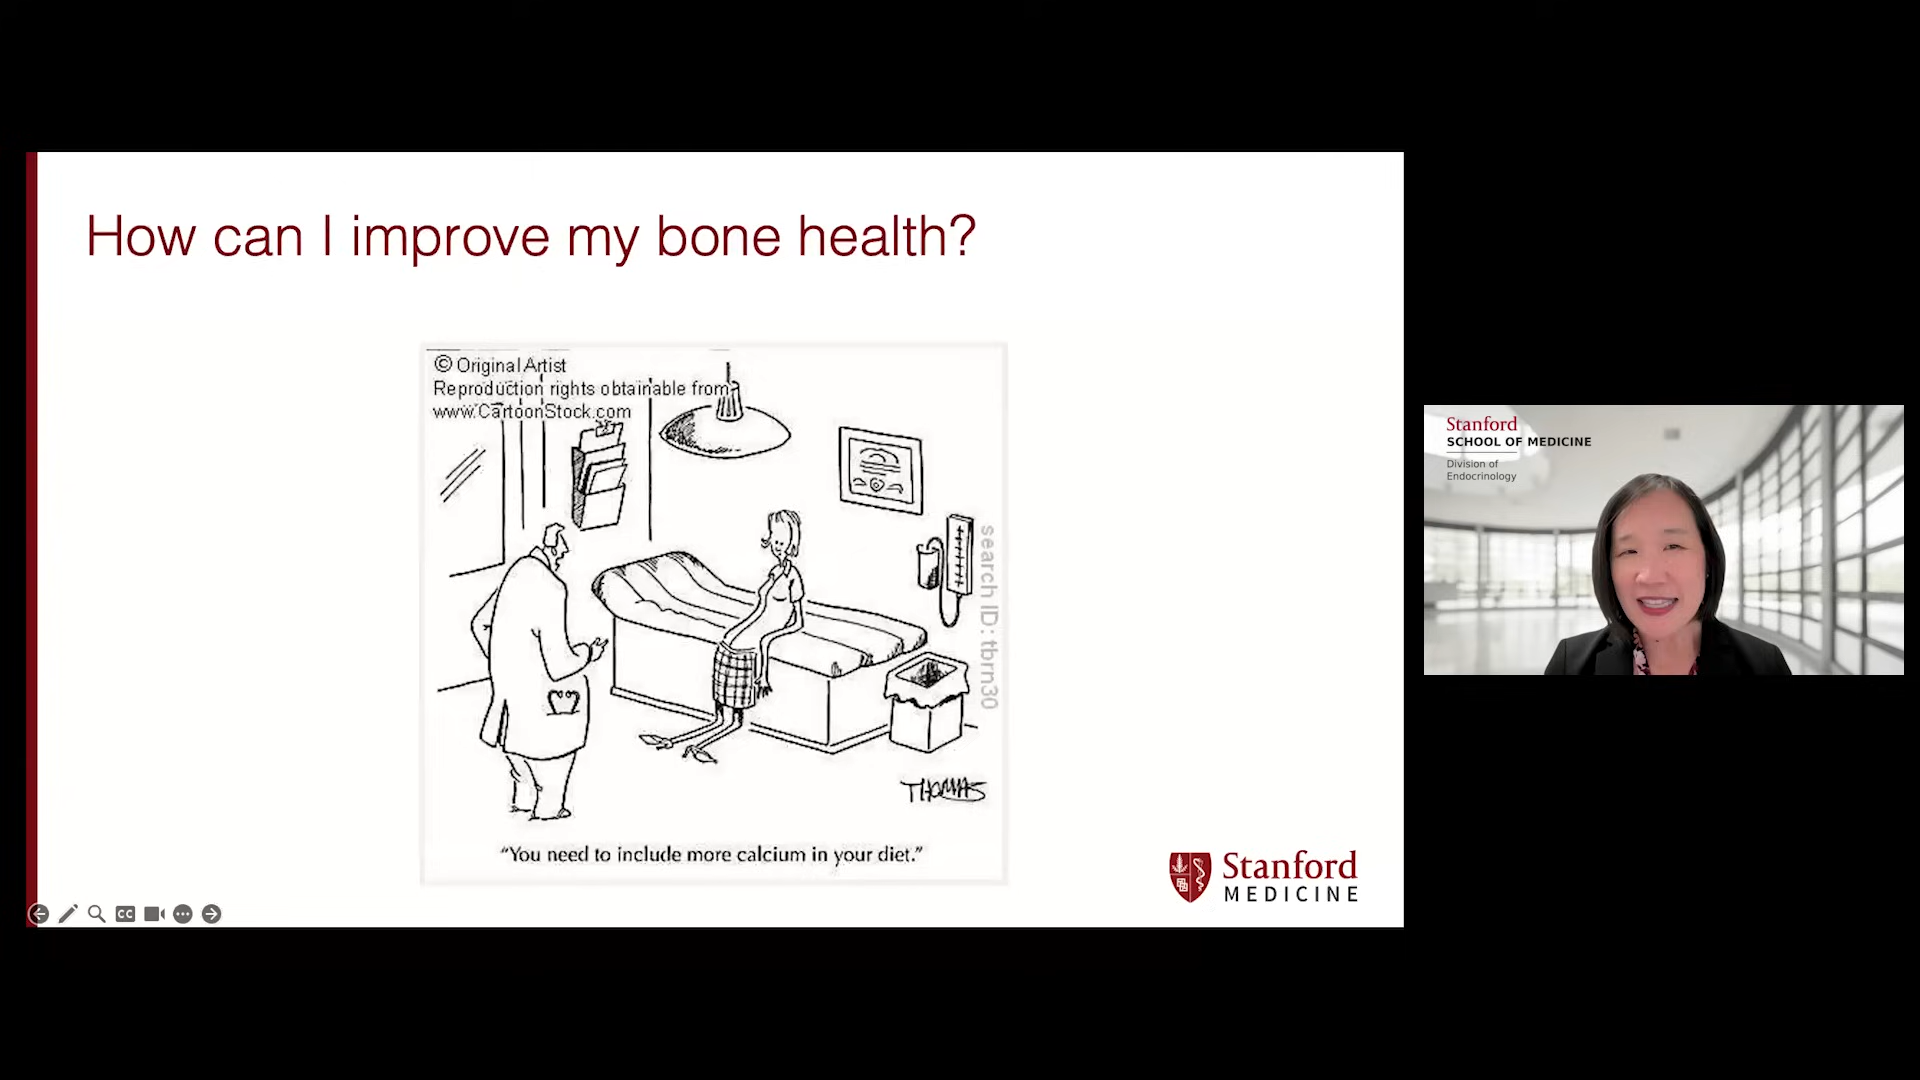 How can I improve my bone health?
© Original Artist
Reproduction rights obtainable from
www.CartoonStock.com
search ID: tbrn30
THOMAS
"You need to include more calcium in your diet."
CC
Stanford
MEDICINE
Stanford
SCHOOL OF MEDICINE
Division of
Endocrinology